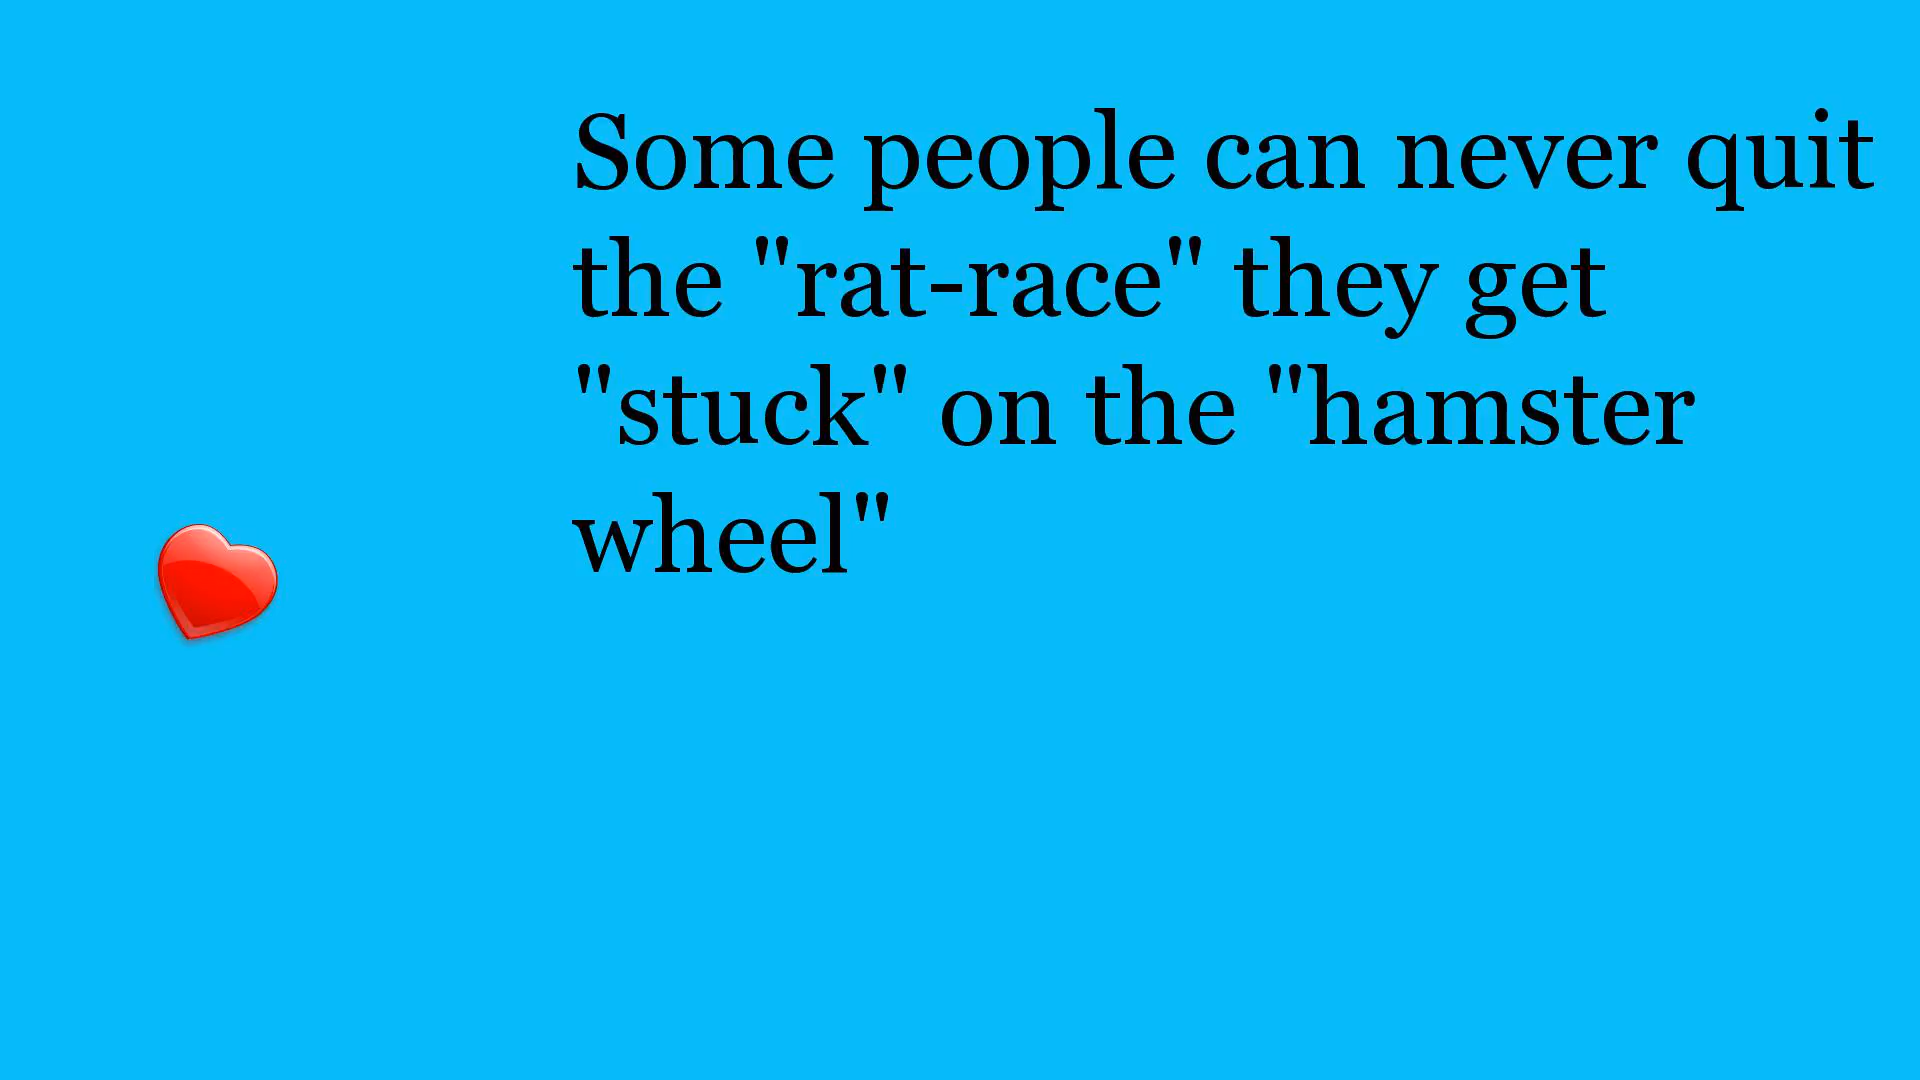 Some people can never quit
the "rat-race" they get
"stuck" on the "hamster
wheel"